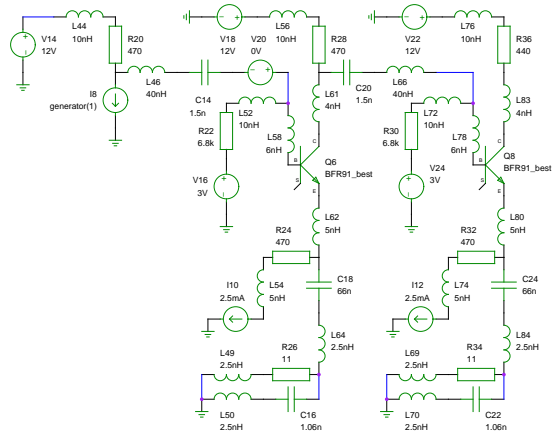 L44
10nH
V14
12V
R20
470
L46
40nH
I8
generator(1)
C14
1.5n
V20
0V
V18
12V
L56
10nH
R28
470
L61
4nH
C20
1.5n
L66
40nH
V22
12V
L76
10nH
R36
440
L83
4nH
R22
6.8k
L52
10nH
L58
6nH
V16
3V
C
B
S
E
Q6
BFR91_best
R30
6.8k
L72
10nH
L78
6nH
V24
3V
C
B
S
E
Q8
BFR91_best
L62
5nH
R24
470
L54
5nH
I10
2.5mA
C18
66n
L64
2.5nH
L49
2.5nH
R26
11
L50
2.5nH
C16
1.06n
L80
5nH
R32
470
L74
5nH
I12
2.5mA
C24
66n
L84
2.5nH
L69
2.5nH
R34
11
L70
2.5nH
C22
1.06n